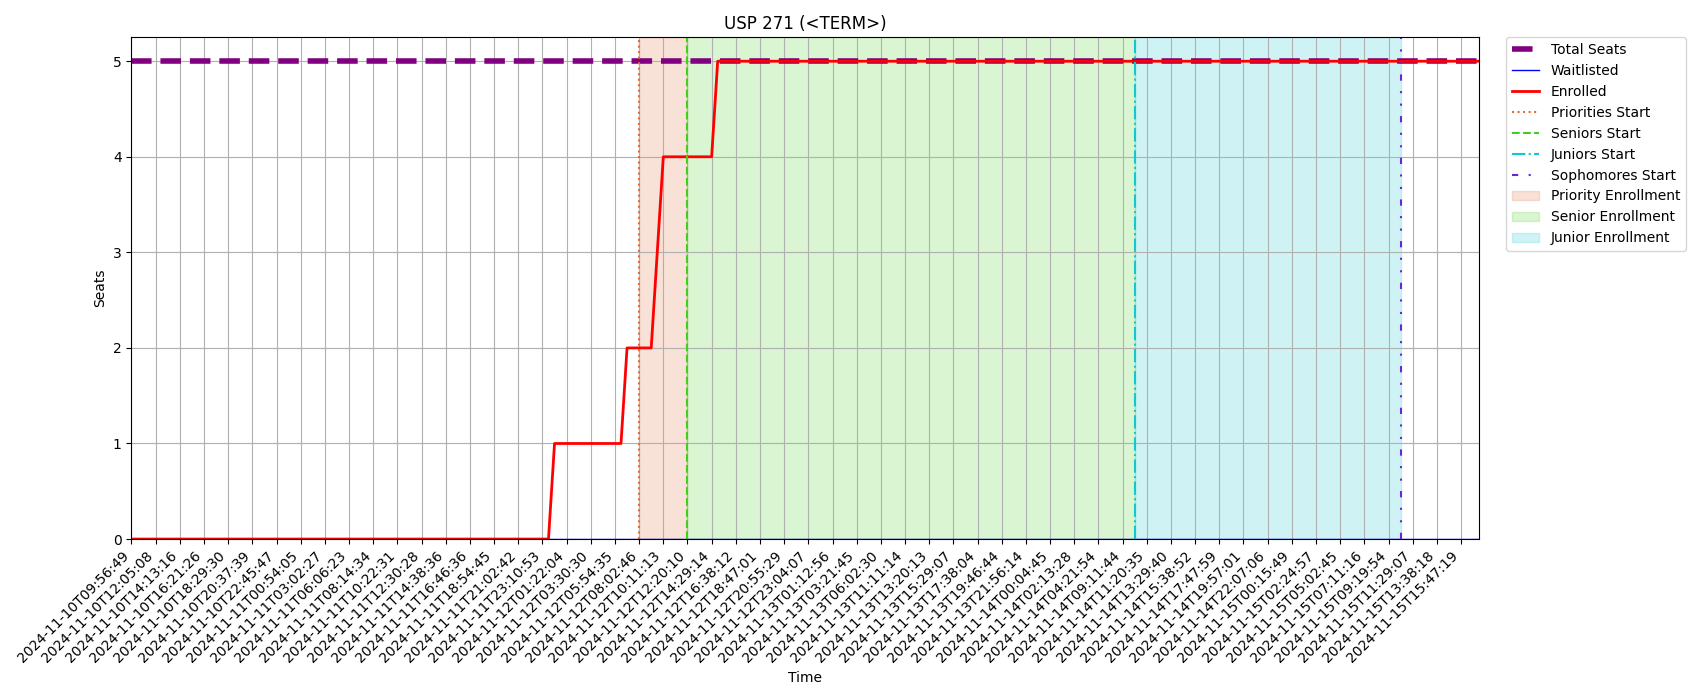 USP 271 (<TERM>)
Total Seats
Waitlisted
Enrolled
Priorities Start
Seniors Start
Juniors Start
Sophomores Start
Priority Enrollment
Senior Enrollment
Junior Enrollment
Seats
5
4
3
2
1
0
2024-11-10T09:56:49
2024-11-10T12:05:08
2024-11-10T14:13:16
2024-11-10T16:21:26
2024-11-10T18:29:30
2024-11-10T20:37:39
2024-11-10T22:45:47
2024-11-11T00:54:05
2024-11-11T03:02:27
2024-11-11T06:06:23
2024-11-11T08:14:34
2024-11-11T10:22:31
2024-11-11T12:30:28
2024-11-11T14:38:36
2024-11-11T16:46:36
2024-11-11T18:54:45
2024-11-11T21:02:42
2024-11-11T23:10:53
2024-11-12T01:22:04
2024-11-12T03:30:30
2024-11-12T05:54:35
2024-11-12T08:02:46
2024-11-12T10:11:13
2024-11-12T12:20:10
2024-11-12T14:29:14
2024-11-12T16:38:12
2024-11-12T18:47:01
2024-11-12T20:55:29
2024-11-12T23:04:07
2024-11-13T01:12:56
2024-11-13T03:21:45
2024-11-13T06:02:30
2024-11-13T11:11:14
2024-11-13T13:20:13
2024-11-13T15:29:07
2024-11-13T17:38:04
2024-11-13T19:46:44
2024-11-13T21:56:14
2024-11-14T00:04:45
2024-11-14T02:13:28
2024-11-14T04:21:54
2024-11-14T09:11:44
2024-11-14T11:20:35
2024-11-14T13:29:40
2024-11-14T15:38:52
2024-11-14T17:47:59
2024-11-14T19:57:01
2024-11-14T22:07:06
2024-11-15T00:15:49
2024-11-15T02:24:57
2024-11-15T05:02:45
2024-11-15T07:11:16
2024-11-15T09:19:54
2024-11-15T11:29:07
2024-11-15T13:38:18
2024-11-15T15:47:19
Time